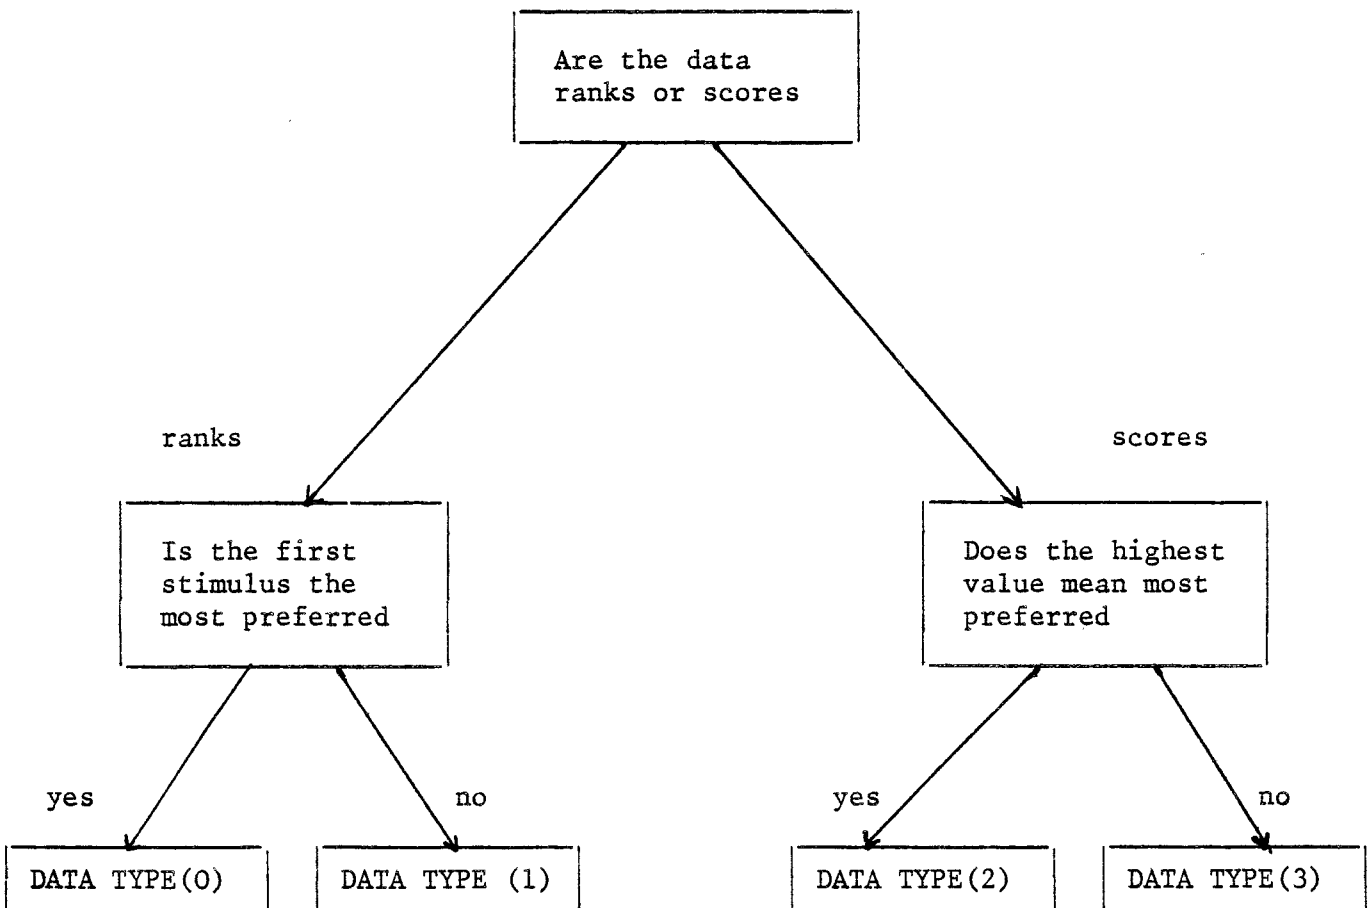 Are the data
ranks or scores
ranks
scores
Is the first
stimulus the
most preferred
Does the highest
value mean most
preferred
yes
no
yes
no
DATA TYPE(0)
DATA TYPE (1)
DATA TYPE(2)
DATA TYPE(3)